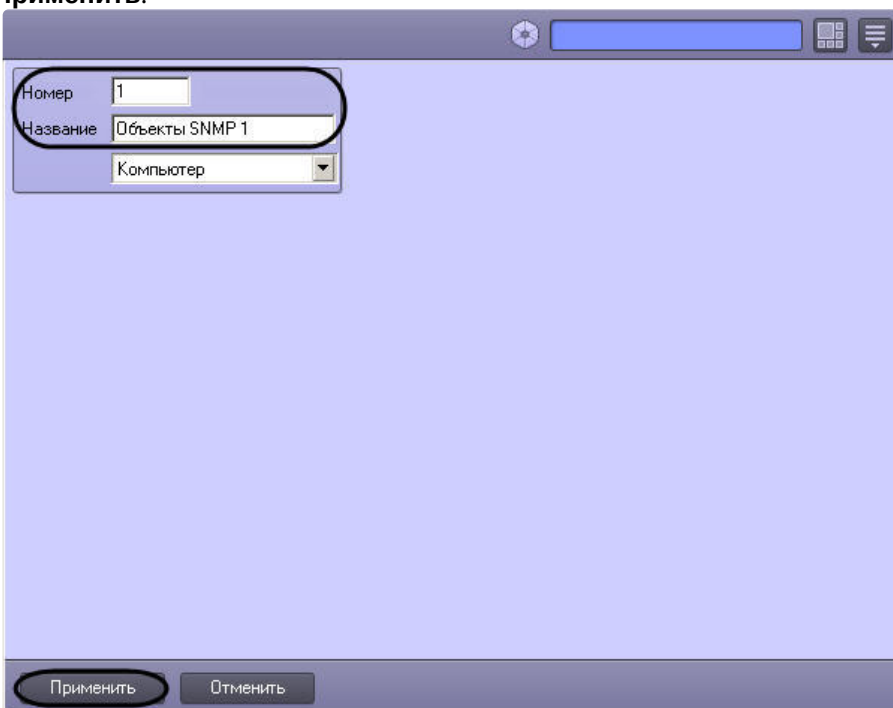 Применить.
Номер 1
Название Объекты SNMP 1
Компьютер
Применить Отменить